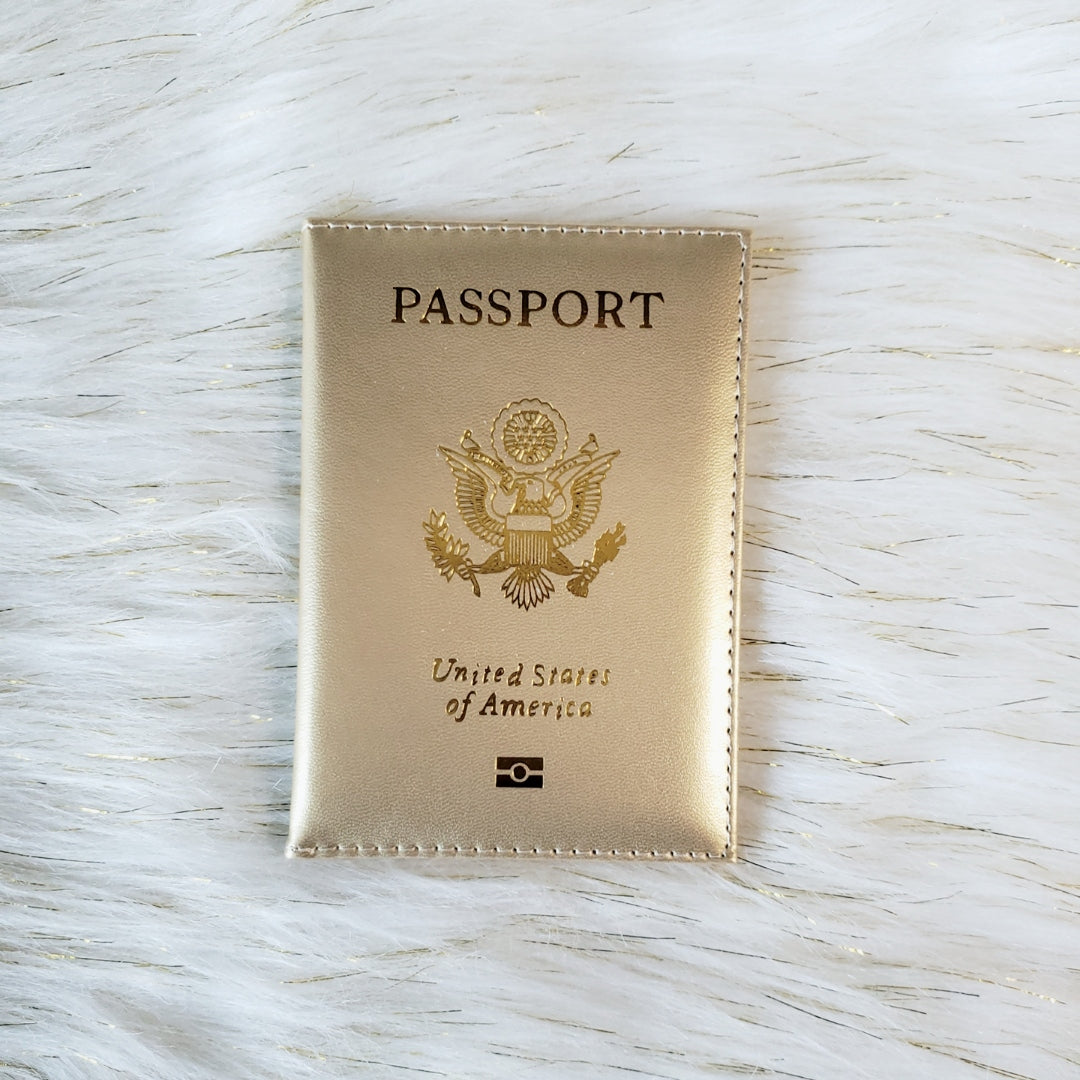 PASSPORT
United States
of America